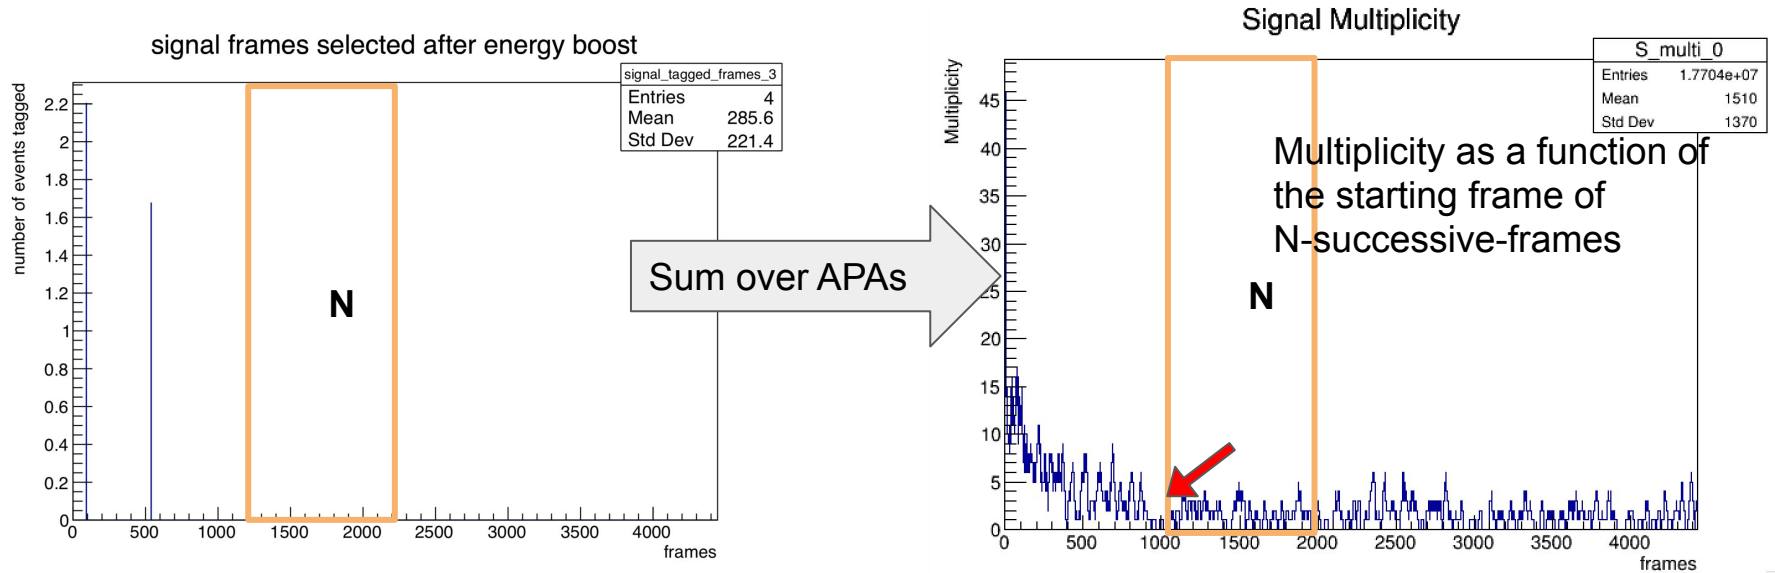 signal frames selected after energy boost
signal_tagged_frames_3
Entries 4
Mean 285.6
Std Dev 221.4
number of events tagged
2.2
2
1.8
1.6
1.4
1.2
1
0.8
0.6
0.4
0.2
0
N
0 500 1000 1500 2000 2500 3000 3500 4000
frames
Sum over APAs
Signal Multiplicity
S_multi_0
Entries 1.7704e+07
Mean 1510
Std Dev 1370
Multiplicity
45
40
35
30
25
20
15
10
5
0
Multiplicity as a function of
the starting frame of
N-successive-frames
N
0 500 1000 1500 2000 2500 3000 3500 4000
frames